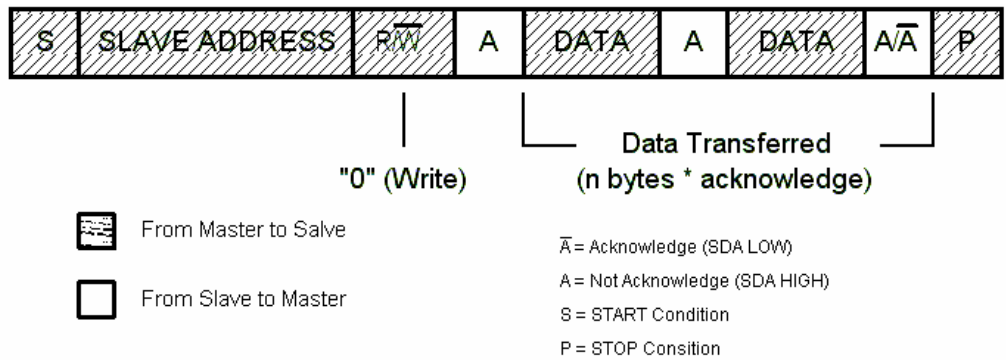 S SLAVE ADDRESS R/W̅ A DATA A DATA A/A̅ P
"0" (Write)
Data Transferred
(n bytes * acknowledge)
From Master to Salve
From Slave to Master
A̅ = Acknowledge (SDA LOW)
A = Not Acknowledge (SDA HIGH)
S = START Condition
P = STOP Consition